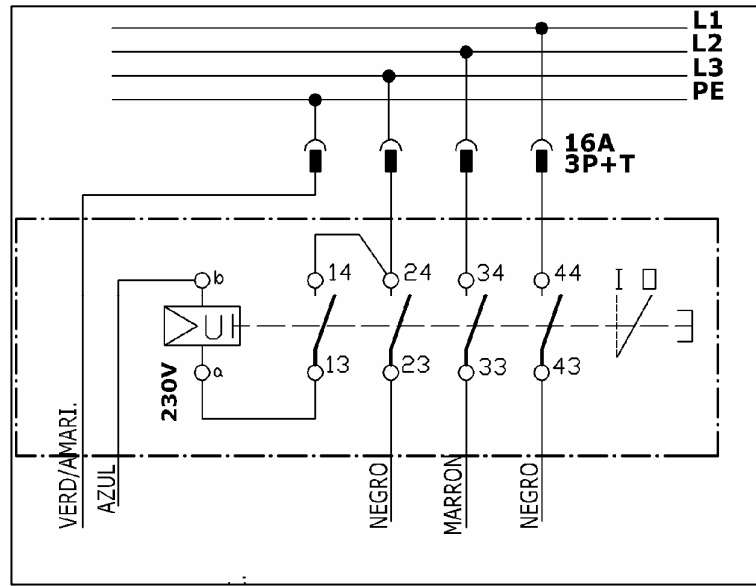 L1
L2
L3
PE
16A
3P+T
14
24
34
44
I
b
U
a
13
23
33
43
230V
VERD/AMARI.
AZUL
NEGRO
MARRON
NEGRO